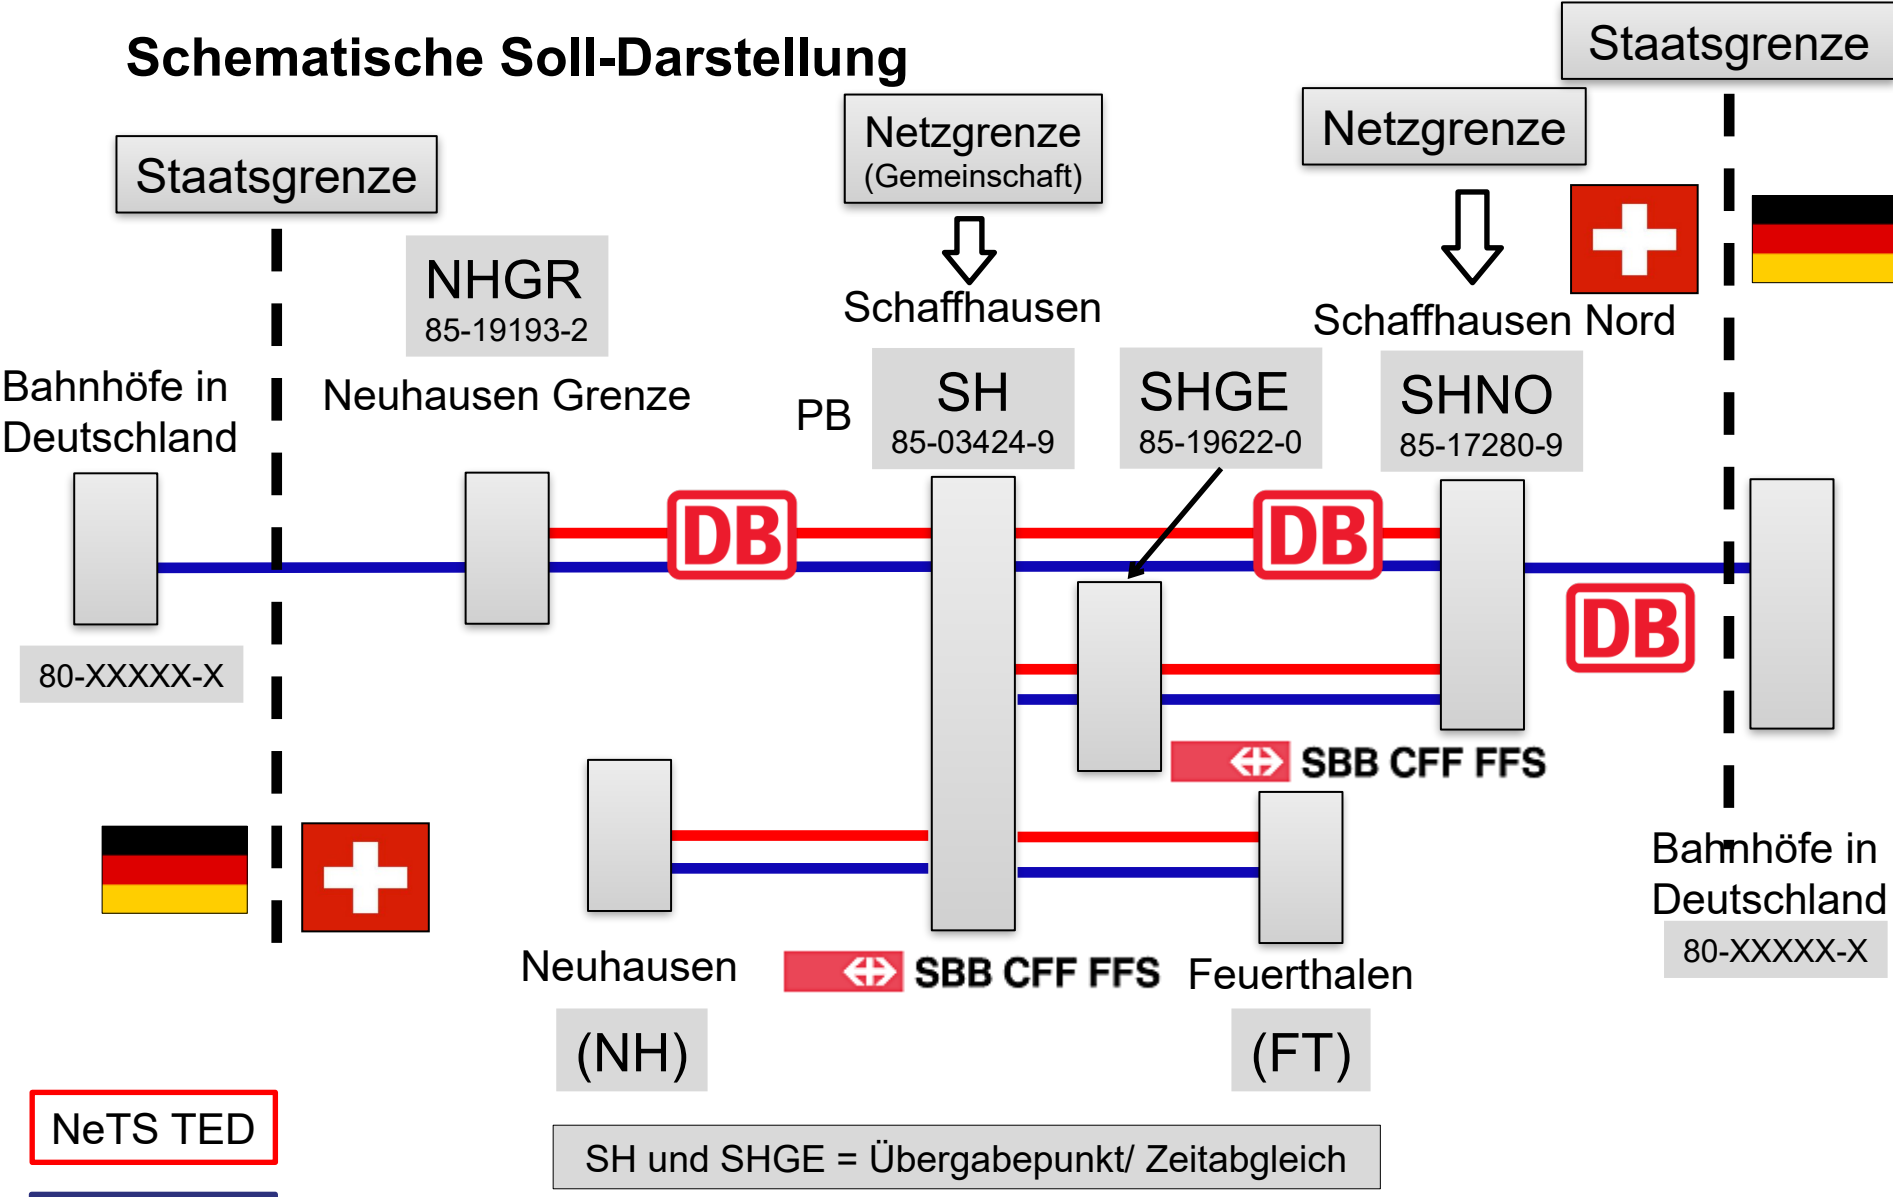 Schematische Soll-Darstellung
Staatsgrenze
Netzgrenze
(Gemeinschaft)
Netzgrenze
Staatsgrenze
NHGR
85-19193-2
Schaffhausen
Schaffhausen Nord
Bahnhöfe in
Deutschland
Neuhausen Grenze
PB
SH
85-03424-9
SHGE
85-19622-0
SHNO
85-17280-9
DB
DB
DB
80-XXXXX-X
SBB CFF FFS
Bahnhöfe in
Deutschland
80-XXXXX-X
Neuhausen
SBB CFF FFS
Feuerthalen
(NH)
(FT)
NeTS TED
SH und SHGE = Übergabepunkt/ Zeitabgleich